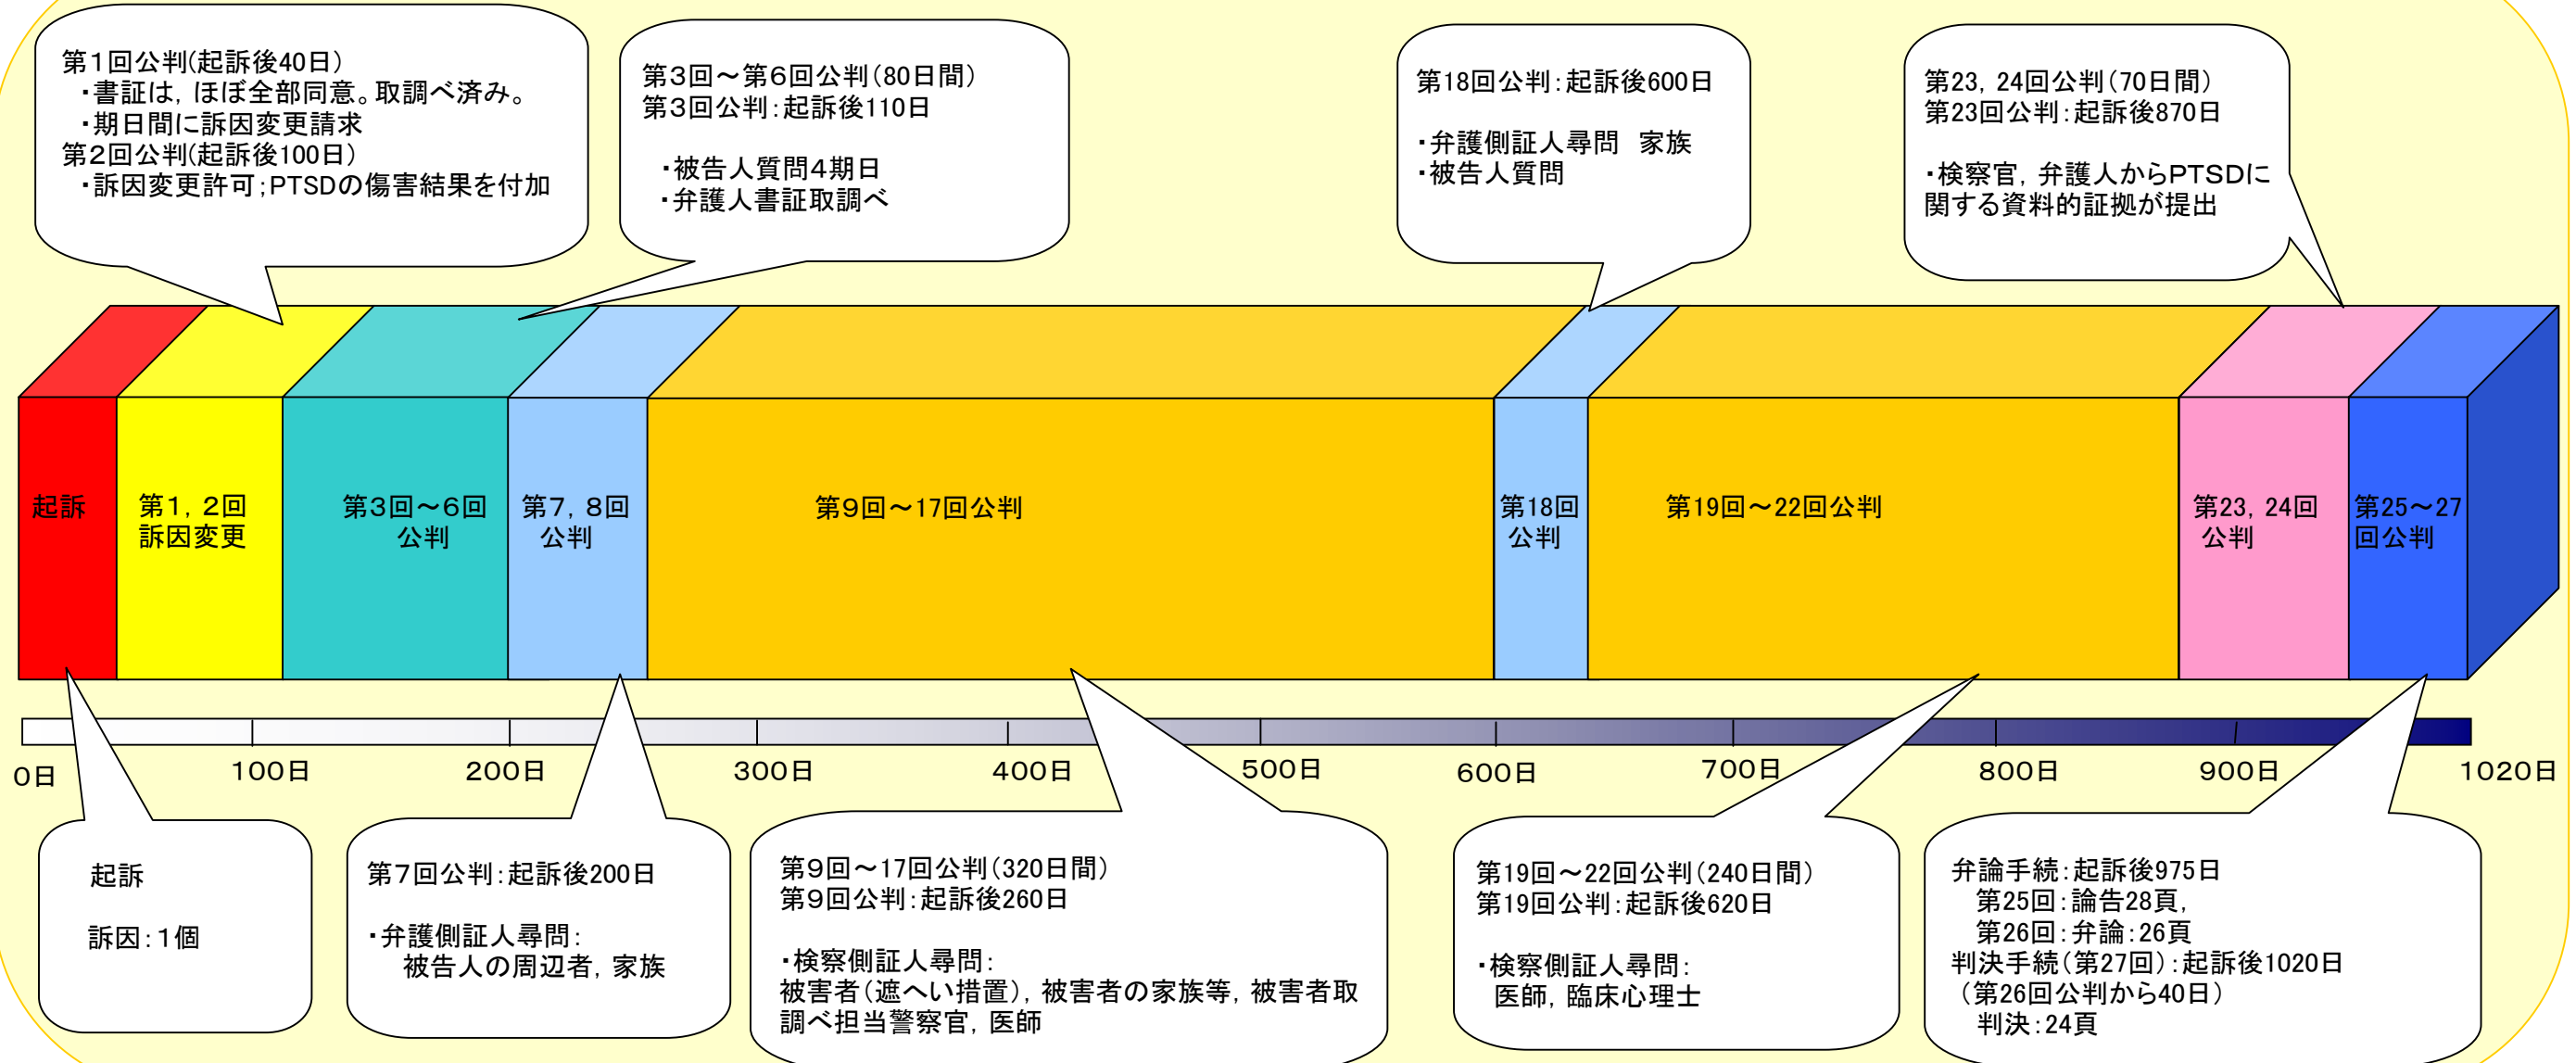 第1回公判(起訴後40日)
・書証は，ほぼ全部同意。取調べ済み。
・期日間に訴因変更請求
第2回公判(起訴後100日)
・訴因変更許可；PTSDの傷害結果を付加
第3回～第6回公判（80日間）
第3回公判：起訴後110日
・被告人質問4期日
・弁護人書証取調べ
第18回公判：起訴後600日
・弁護側証人尋問　家族
・被告人質問
第23，24回公判（70日間）
第23回公判：起訴後870日
・検察官，弁護人からPTSDに
関する資料的証拠が提出
起訴
第1，2回
訴因変更
第3回～6回
公判
第7，8回
公判
第9回～17回公判
第18回
公判
第19回～22回公判
第23，24回
公判
第25～27
回公判
0日
100日
200日
300日
400日
500日
600日
700日
800日
900日
1020日
起訴
訴因：1個
第7回公判：起訴後200日
・弁護側証人尋問：
被告人の周辺者，家族
第9回～17回公判（320日間）
第9回公判：起訴後260日
・検察側証人尋問：
被害者（遮へい措置），被害者の家族等，被害者取
調べ担当警察官，医師
第19回～22回公判（240日間）
第19回公判：起訴後620日
・検察側証人尋問：
医師，臨床心理士
弁論手続：起訴後975日
第25回：論告28頁，
第26回：弁論：26頁
判決手続（第27回）：起訴後1020日
（第26回公判から40日）
判決：24頁